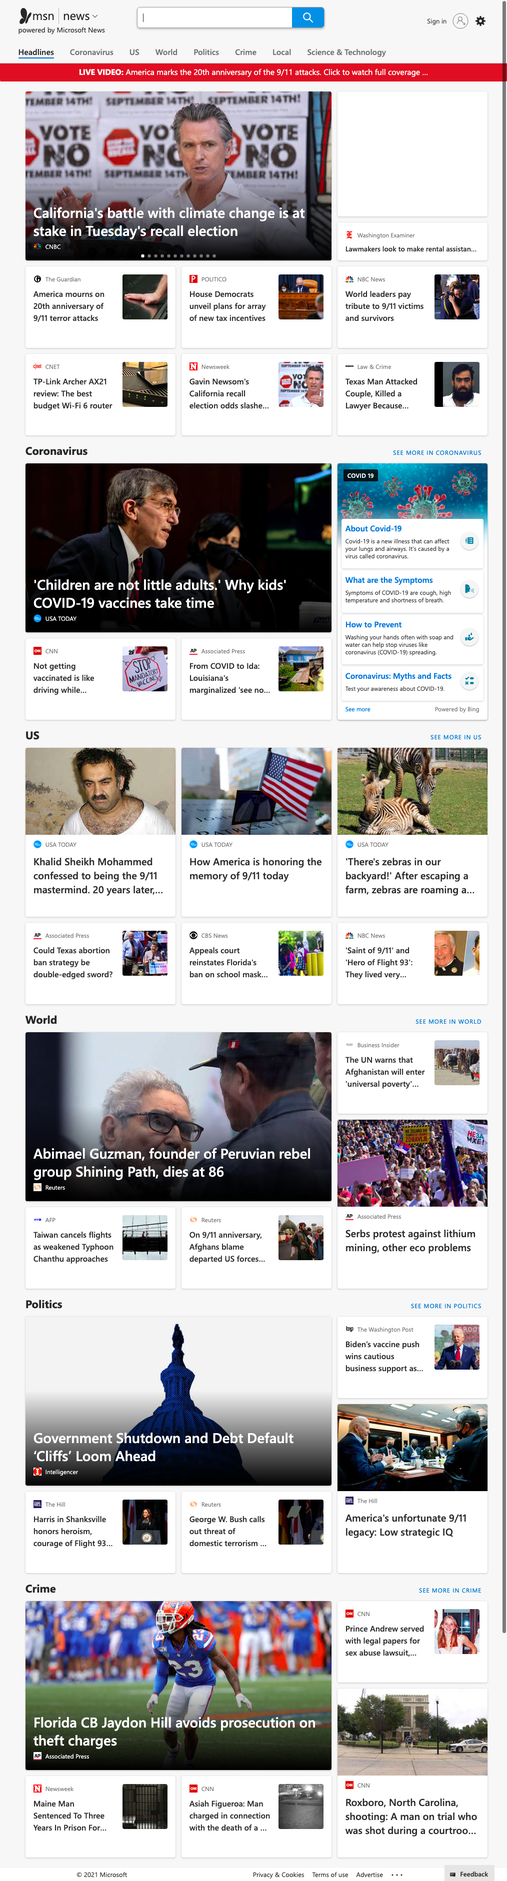 msn | news
powered by Microsoft News
Sign in
Headlines Coronavirus US World Politics Crime Local Science & Technology
LIVE VIDEO: America marks the 20th anniversary of the 9/11 attacks. Click to watch full coverage ...
SEPTEMBER 14TH!
VOTE NO
California's battle with climate change is at
stake in Tuesday's recall election
CNBC
Washington Examiner
Lawmakers look to make rental assistan...
The Guardian
America mourns on
20th anniversary of
9/11 terror attacks
POLITICO
House Democrats
unveil plans for array
of new tax incentives
NBC News
World leaders pay
tribute to 9/11 victims
and survivors
CNET
TP-Link Archer AX21
review: The best
budget Wi-Fi 6 router
Newsweek
Gavin Newsom's
California recall
election odds slashe...
Law & Crime
Texas Man Attacked
Couple, Killed a
Lawyer Because...
Coronavirus
SEE MORE IN CORONAVIRUS
'Children are not little adults.' Why kids'
COVID-19 vaccines take time
USA TODAY
COVID 19
About Covid-19
Covid-19 is a new illness that can affect
your lungs and airways. It's caused by a
virus called coronavirus.
What are the Symptoms
Symptoms of COVID-19 are cough, high
temperature and shortness of breath.
How to Prevent
Washing your hands often with soap and
water can help stop viruses like
coronavirus (COVID-19) spreading.
Coronavirus: Myths and Facts
Test your awareness about COVID-19.
See more
Powered by Bing
CNN
Not getting
vaccinated is like
driving while...
STOP MANDATORY VACCINE
Associated Press
From COVID to Ida:
Louisiana's
marginalized 'see no...
US
SEE MORE IN US
USA TODAY
Khalid Sheikh Mohammed
confessed to being the 9/11
mastermind. 20 years later,...
USA TODAY
How America is honoring the
memory of 9/11 today
USA TODAY
'There's zebras in our
backyard!' After escaping a
farm, zebras are roaming a...
Associated Press
Could Texas abortion
ban strategy be
double-edged sword?
CBS News
Appeals court
reinstates Florida's
ban on school mask...
NBC News
'Saint of 9/11' and
'Hero of Flight 93':
They lived very...
World
SEE MORE IN WORLD
Abimael Guzman, founder of Peruvian rebel
group Shining Path, dies at 86
Reuters
Business Insider
The UN warns that
Afghanistan will enter
'universal poverty'...
Associated Press
Serbs protest against lithium
mining, other eco problems
AFP
Taiwan cancels flights
as weakened Typhoon
Chanthu approaches
Reuters
On 9/11 anniversary,
Afghans blame
departed US forces...
Politics
SEE MORE IN POLITICS
Government Shutdown and Debt Default
'Cliffs' Loom Ahead
Intelligencer
The Washington Post
Biden's vaccine push
wins cautious
business support as...
The Hill
America's unfortunate 9/11
legacy: Low strategic IQ
The Hill
Harris in Shanksville
honors heroism,
courage of Flight 93...
Reuters
George W. Bush calls
out threat of
domestic terrorism ...
Crime
SEE MORE IN CRIME
23
Florida CB Jaydon Hill avoids prosecution on
theft charges
Associated Press
CNN
Prince Andrew served
with legal papers for
sex abuse lawsuit,...
CNN
Roxboro, North Carolina,
shooting: A man on trial who
was shot during a courtroo...
Newsweek
Maine Man
Sentenced To Three
Years In Prison For...
CNN
Asiah Figueroa: Man
charged in connection
with the death of a ...
© 2021 Microsoft
Privacy & Cookies Terms of use Advertise ...
Feedback